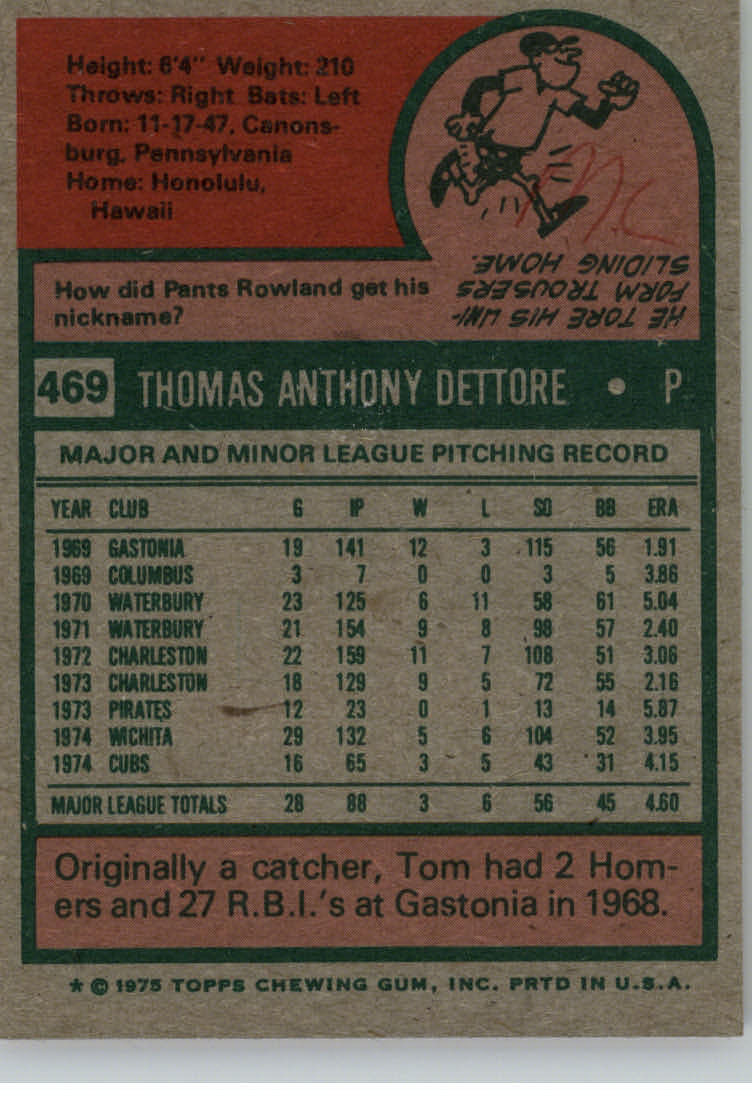 Height: 6'4" Weight: 210
Throws: Right Bats: Left
Born: 11-17-47, Canons-
burg, Pennsylvania
Home: Honolulu,
Hawaii
How did Pants Rowland get his
nickname?
HE TORE HIS UNI-
FORM TROUSERS
SLIDING HOME.
469 THOMAS ANTHONY DETTORE • P
MAJOR AND MINOR LEAGUE PITCHING RECORD
YEAR CLUB G IP W L SO BB ERA
1969 GASTONIA 19 141 12 3 115 56 1.91
1969 COLUMBUS 3 7 0 0 3 5 3.86
1970 WATERBURY 23 125 6 11 58 61 5.04
1971 WATERBURY 21 154 9 8 98 57 2.40
1972 CHARLESTON 22 159 11 7 108 51 3.06
1973 CHARLESTON 18 129 9 5 72 55 2.16
1973 PIRATES 12 23 0 1 13 14 5.87
1974 WICHITA 29 132 5 6 104 52 3.95
1974 CUBS 16 65 3 5 43 31 4.15
MAJOR LEAGUE TOTALS 28 88 3 6 56 45 4.60
Originally a catcher, Tom had 2 Hom-
ers and 27 R.B.I.'s at Gastonia in 1968.
* © 1975 TOPPS CHEWING GUM, INC. PRTD IN U.S.A.